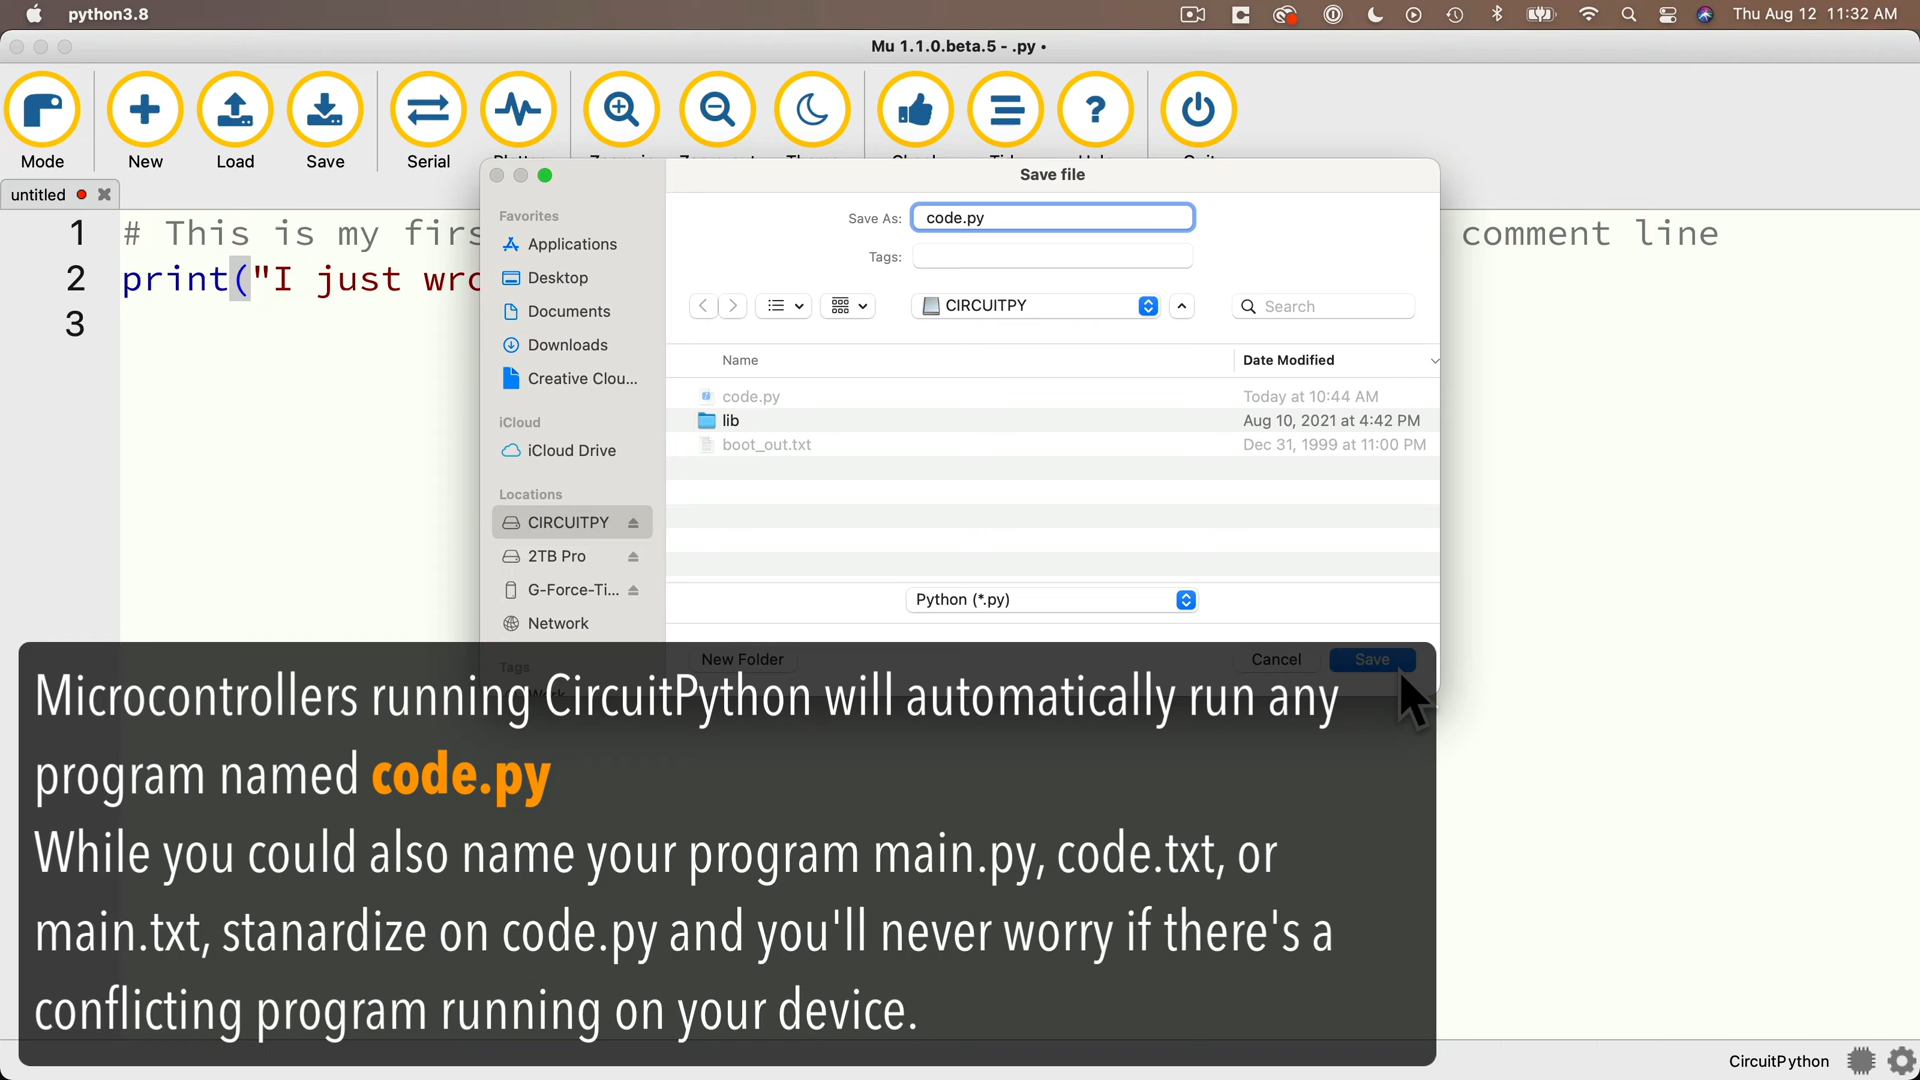 python3.8
Thu Aug 12 11:32 AM
Mu 1.1.0.beta.5 - .py •
Mode
New
Load
Save
Serial
untitled
Save file
Favorites
Applications
Desktop
Documents
Downloads
Creative Clou...
iCloud
iCloud Drive
Locations
CIRCUITPY
2TB Pro
G-Force-Ti...
Network
Tags
Save As: code.py
Tags:
CIRCUITPY
Search
Name Date Modified
code.py Today at 10:44 AM
lib Aug 10, 2021 at 4:42 PM
boot_out.txt Dec 31, 1999 at 11:00 PM
Python (*.py)
New Folder
Cancel
Save
1 # This is my firs comment line
2 print("I just wro
3
Microcontrollers running CircuitPython will automatically run any
program named code.py
While you could also name your program main.py, code.txt, or
main.txt, stanardize on code.py and you'll never worry if there's a
conflicting program running on your device.
CircuitPython